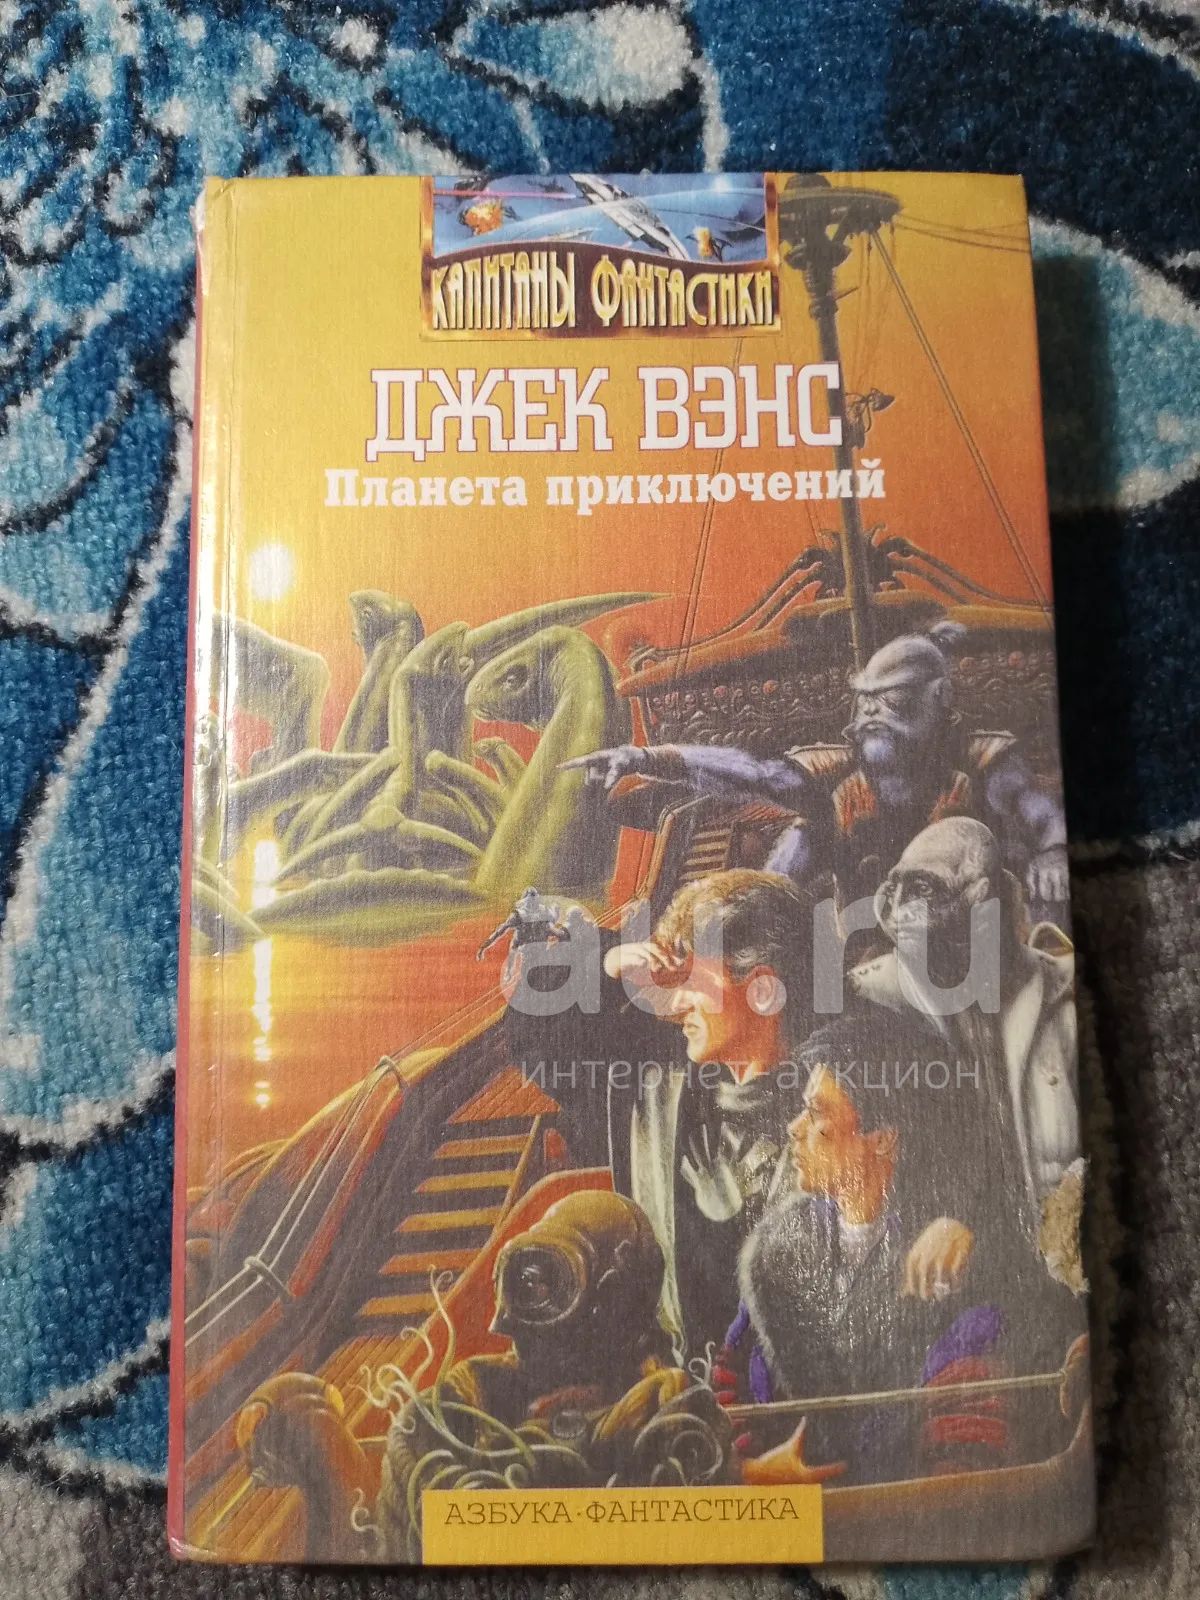 КАПИТАНЫ ФАНТАСТИКИ
ДЖЕК ВЭНС
Планета приключений
au.ru
интернет-аукцион
АЗБУКА·ФАНТАСТИКА